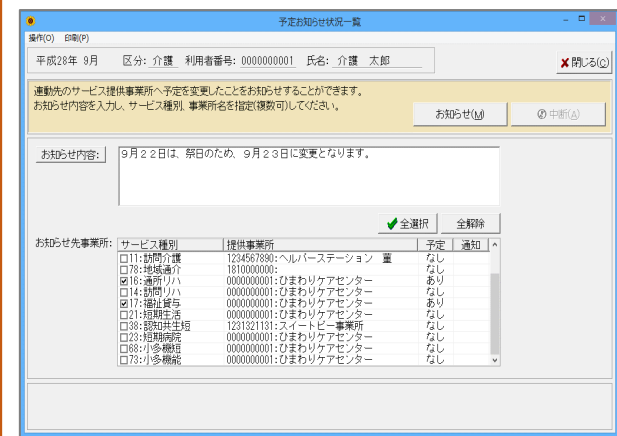 予定お知らせ状況一覧
操作(O) 印刷(P)
平成28年 9月 区分: 介護 利用者番号: 0000000001 氏名: 介護 太郎 閉じる(C)
連動先のサービス提供事業所へ予定を変更したことをお知らせすることができます。
お知らせ内容を入力し、サービス種別、事業所名を指定(複数可)してください。
お知らせ(M) 中断(A)
お知らせ内容: 9月22日は、祭日のため、9月23日に変更となります。
全選択 全解除
お知らせ先事業所: サービス種別 提供事業所 予定 通知
11:訪問介護 1234567890:ヘルパーステーション 菫 なし
78:地域通介 1810000000: なし
16:通所リハ 0000000001:ひまわりケアセンター あり
14:訪問リハ 0000000001:ひまわりケアセンター なし
17:福祉貸与 0000000001:ひまわりケアセンター あり
21:短期生活 0000000001:ひまわりケアセンター なし
38:認知共生短 1231321131:スイートピー事業所 なし
23:短期病院 0000000001:ひまわりケアセンター なし
68:小多機短 0000000001:ひまわりケアセンター なし
73:小多機能 0000000001:ひまわりケアセンター なし